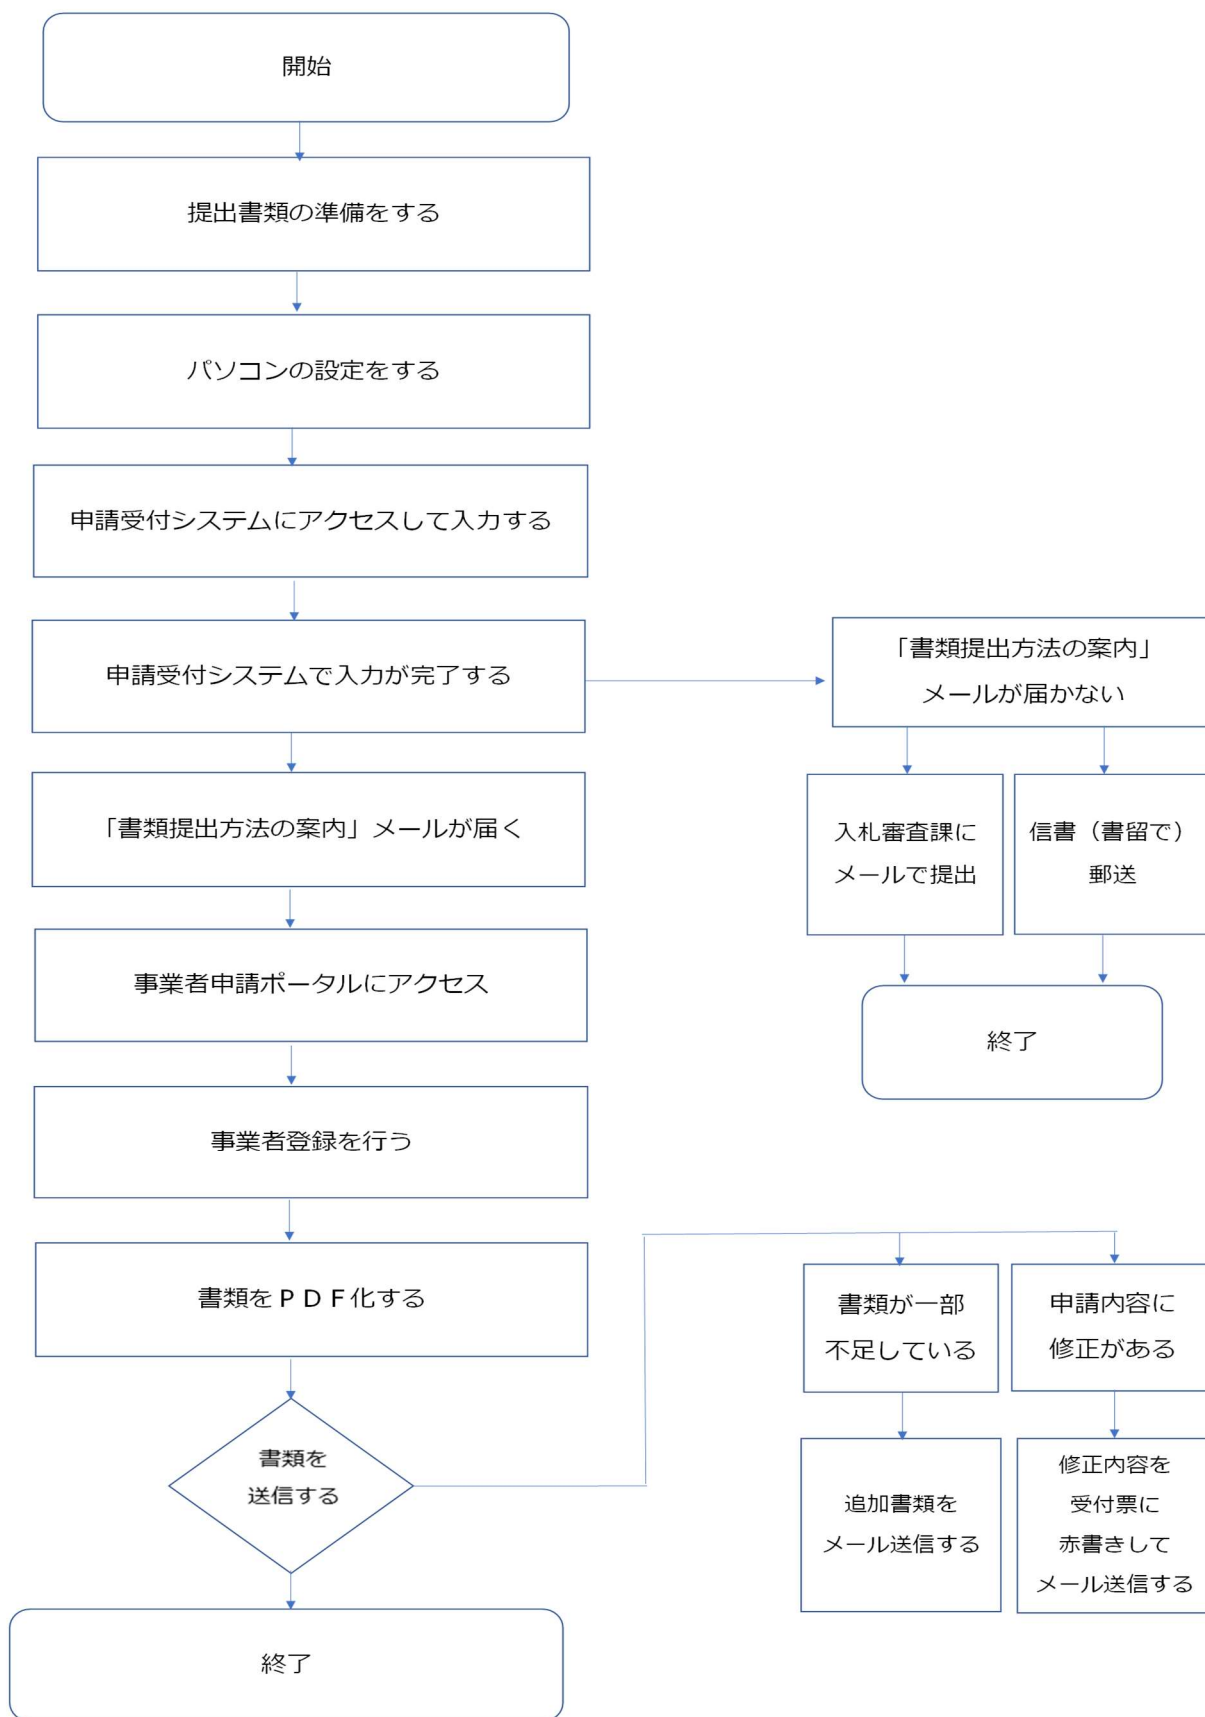 開始
提出書類の準備をする
パソコンの設定をする
申請受付システムにアクセスして入力する
申請受付システムで入力が完了する
「書類提出方法の案内」
メールが届かない
入札審査課に
メールで提出
信書（書留で）
郵送
終了
「書類提出方法の案内」メールが届く
事業者申請ポータルにアクセス
事業者登録を行う
書類をＰＤＦ化する
書類を
送信する
終了
書類が一部
不足している
追加書類を
メール送信する
申請内容に
修正がある
修正内容を
受付票に
赤書きして
メール送信する